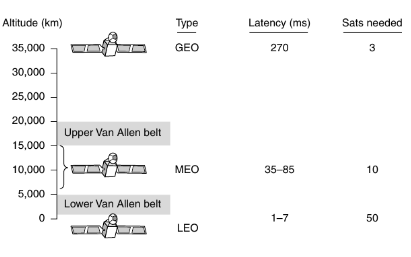 Altitude (km) Type Latency (ms) Sats needed
35,000 GEO 270 3
30,000
25,000
20,000
Upper Van Allen belt
15,000
10,000 MEO 35–85 10
5,000
Lower Van Allen belt
0 1–7 50
LEO